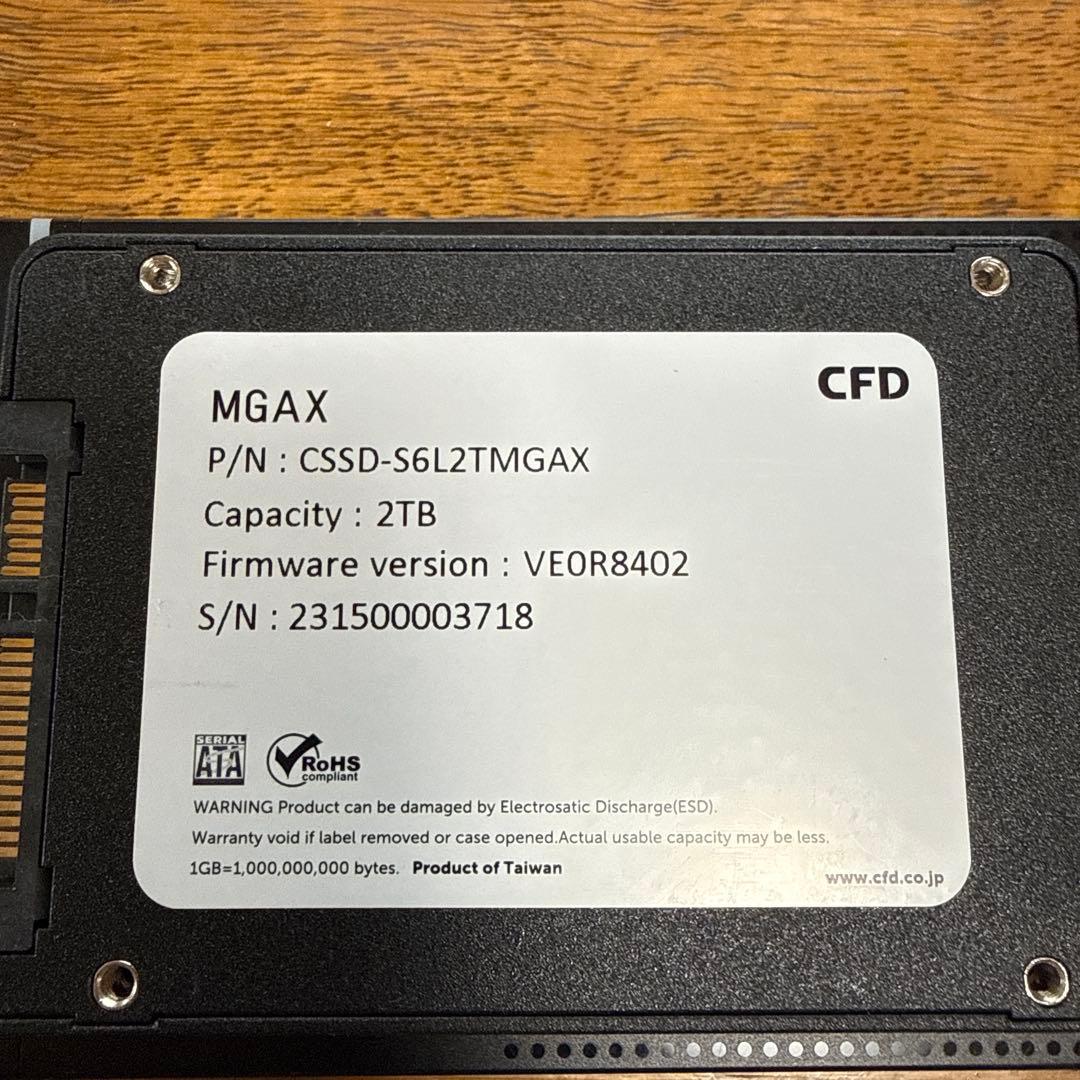 CFD
MGAX
P/N : CSSD-S6L2TMGAX
Capacity : 2TB
Firmware version : VE0R8402
S/N : 231500003718
SERIAL
ATA
RoHS
compliant
WARNING Product can be damaged by Electrosatic Discharge(ESD).
Warranty void if label removed or case opened.Actual usable capacity may be less.
1GB=1,000,000,000 bytes. Product of Taiwan
www.cfd.co.jp